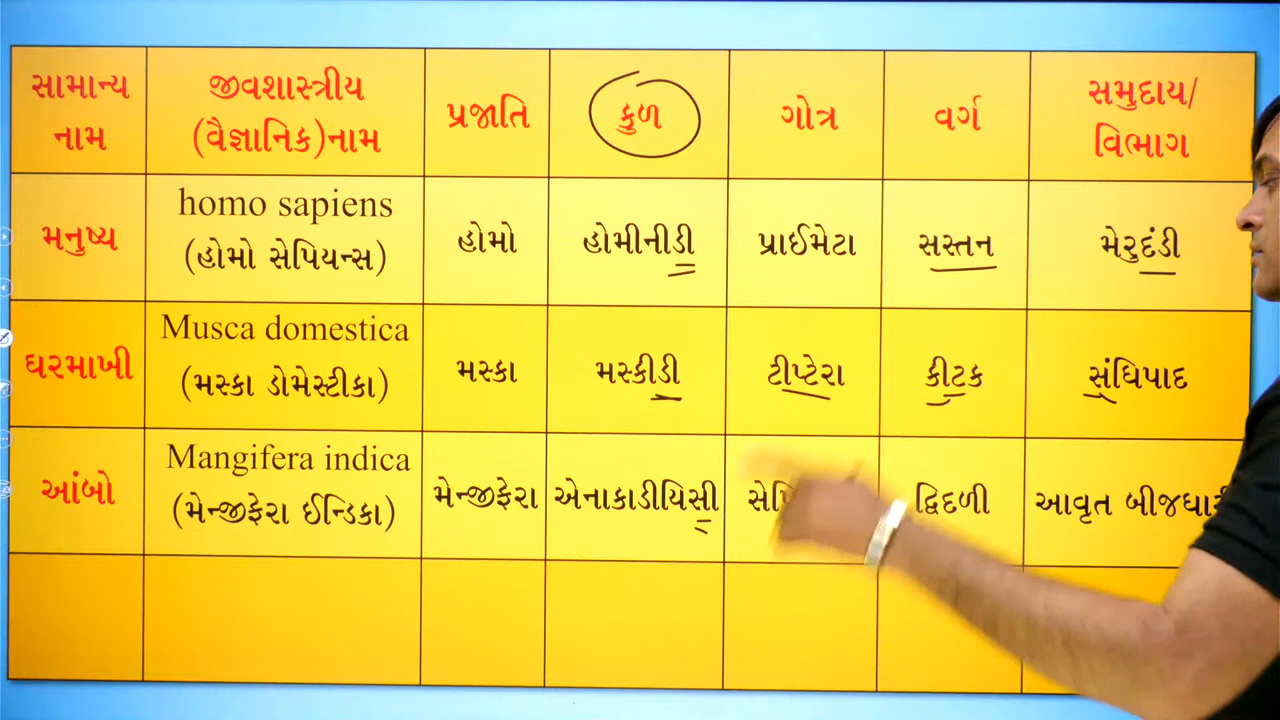 સામાન્ય
નામ
જીવશાસ્ત્રીય
(વૈજ્ઞાનિક)નામ
પ્રજાતિ
કુળ
ગોત્ર
વર્ગ
સમુદાય/
વિભાગ
મનુષ્ય
homo sapiens
(હોમો સેપિયન્સ)
હોમો
હોમીનીડી
પ્રાઈમેટા
સસ્તન
મેરુદંડી
ઘરમાખી
Musca domestica
(મસ્કા ડોમેસ્ટીકા)
મસ્કા
મસ્કીડી
ટીપ્ટેરા
કીટક
સંધિપાદ
આંબો
Mangifera indica
(મેન્જીફેરા ઈન્ડિકા)
મેન્જીફેરા
એનાકાડીયિસી
દ્વિદળી
આવૃત